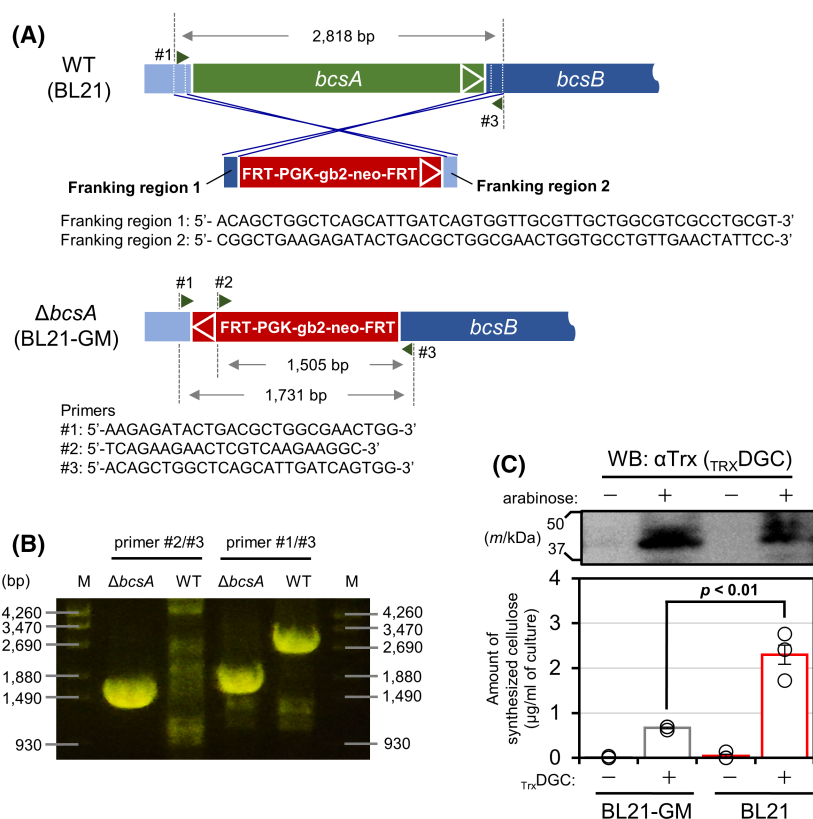 (A)
2,818 bp
#1
WT
(BL21)
bcsA
bcsB
#3
FRT-PGK-gb2-neo-FRT
Franking region 1
Franking region 2
Franking region 1: 5'- ACAGCTGGCTCAGCATTGATCAGTGGTTGCGTTGCTGGCGTCGCCTGCGT-3'
Franking region 2: 5'- CGGCTGAAGAGATACTGACGCTGGCGAACTGGTGCCTGTTGAACTATTCC-3'
#1 #2
ΔbcsA
(BL21-GM)
FRT-PGK-gb2-neo-FRT
bcsB
#3
1,505 bp
1,731 bp
Primers
#1: 5'-AAGAGATACTGACGCTGGCGAACTGG-3'
#2: 5'-TCAGAAGAACTCGTCAAGAAGGC-3'
#3: 5'-ACAGCTGGCTCAGCATTGATCAGTGG-3'
(B)
primer #2/#3 primer #1/#3
(bp) M ΔbcsA WT ΔbcsA WT M
4,260 4,260
3,470 3,470
2,690 2,690
1,880 1,880
1,490 1,490
930 930
(C)
WB: αTrx (TRXDGC)
arabinose: − + − +
(m/kDa)
50
37
4
p < 0.01
3
2
1
0
Amount of
synthesized cellulose
(μg/ml of culture)
TrxDGC: − + − +
BL21-GM BL21